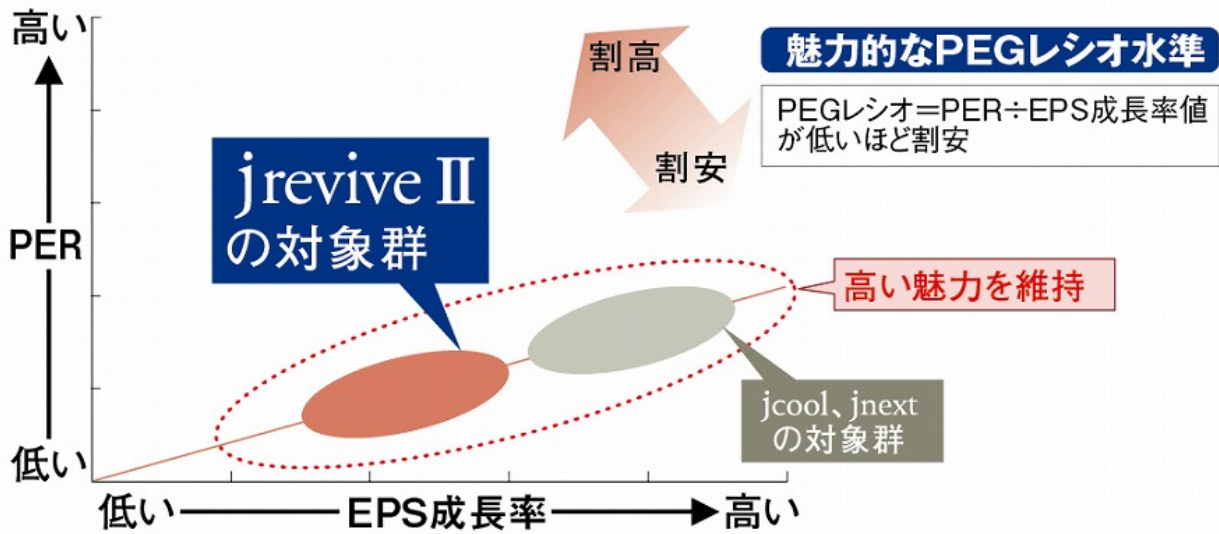 高い
PER
低い
割高
割安
魅力的なPEGレシオ水準
PEGレシオ=PER÷EPS成長率値
が低いほど割安
jrevive Ⅱ
の対象群
高い魅力を維持
jcool、jnext
の対象群
低い
EPS成長率
高い